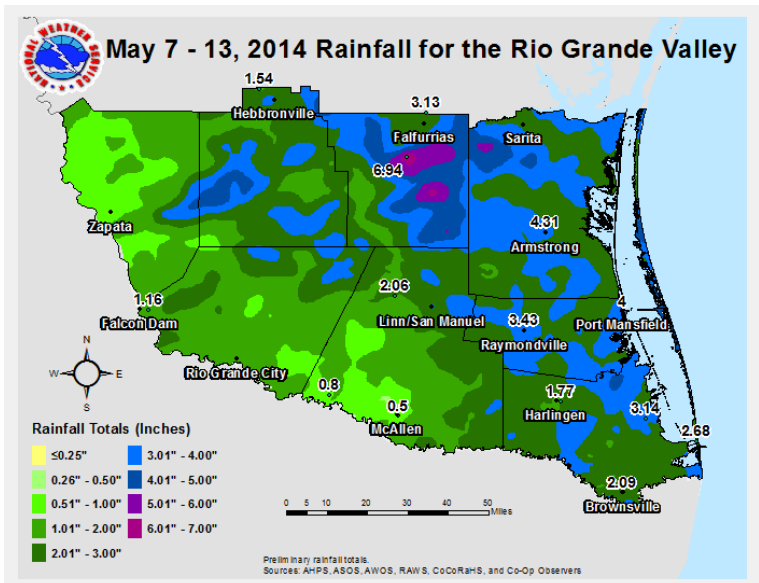 NATIONAL WEATHER SERVICE
May 7 - 13, 2014 Rainfall for the Rio Grande Valley
1.54
Hebbronville
3.13
Falfurrias
Sarita
6.94
Zapata
4.31
Armstrong
1.16
Falcon Dam
2.06
Linn/San Manuel
4
Port Mansfield
3.43
Raymondville
Rio Grande City
0.8
0.5
McAllen
1.77
Harlingen
3.14
2.68
2.09
Brownsville
N
W E
S
Rainfall Totals (Inches)
≤0.25"
0.26" - 0.50"
0.51" - 1.00"
1.01" - 2.00"
2.01" - 3.00"
3.01" - 4.00"
4.01" - 5.00"
5.01" - 6.00"
6.01" - 7.00"
0 5 10 20 30 40 50
Miles
Preliminary rainfall totals.
Sources: AHPS, ASOS, AWOS, RAWS, CoCoRaHS, and Co-Op Observers